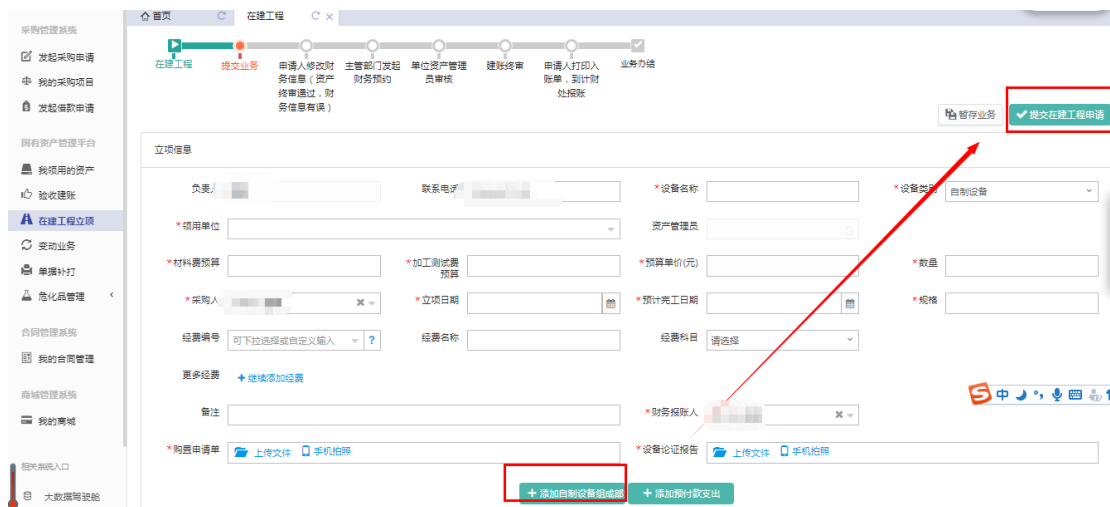 首页
在建工程
采购管理系统
发起采购申请
我的采购项目
发起借款申请
国有资产管理平台
我领用的资产
验收建账
在建工程立项
变动业务
单据补打
危化品管理
合同管理系统
我的合同管理
商城管理系统
我的商城
相关系统入口
大数据驾驶舱
在建工程
提交业务
申请人修改财
务信息（资产
终审通过，财
务信息有误）
主管部门发起
财务预约
单位资产管理
员审核
建账终审
申请人打印入
账单，到计财
处报账
业务办结
暂存业务
提交在建工程申请
立项信息
负责人
联系电话
*设备名称
*设备类别
自制设备
*领用单位
资产管理员
*材料费预算
*加工测试费
预算
*预算单价(元)
*数量
*采购人
*立项日期
*预计完工日期
*规格
经费编号
可下拉选择或自定义输入
?
经费名称
经费科目
请选择
更多经费
+ 继续添加经费
备注
*财务报账人
*购置申请单
上传文件
手机拍照
*设备论证报告
上传文件
手机拍照
+ 添加自制设备组成部
+ 添加预付款支出
中